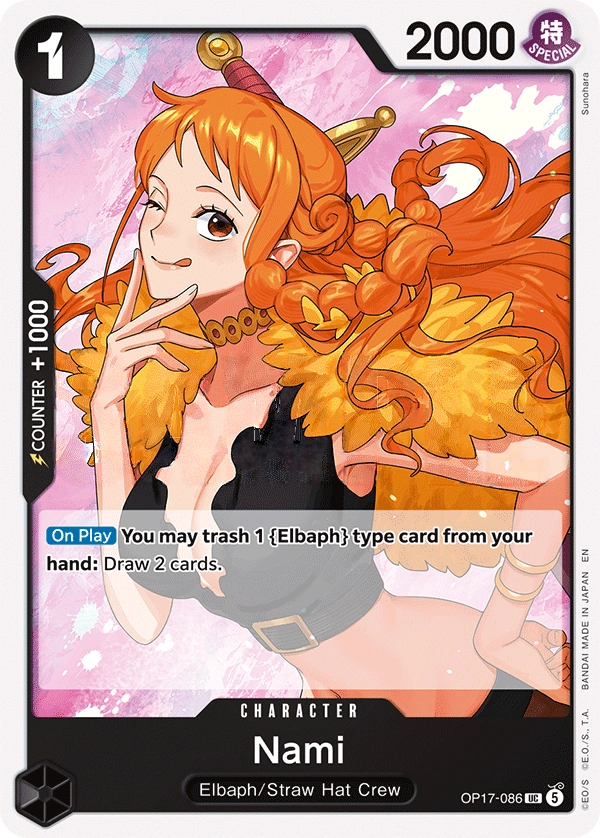 1
2000
特
SPECIAL
Sunohara
COUNTER +1000
On Play You may trash 1 {Elbaph} type card from your
hand: Draw 2 cards.
CHARACTER
Nami
Elbaph/Straw Hat Crew
OP17-086 UC 5
©EO/S ©E.O./S., T.A. BANDAI MADE IN JAPAN EN